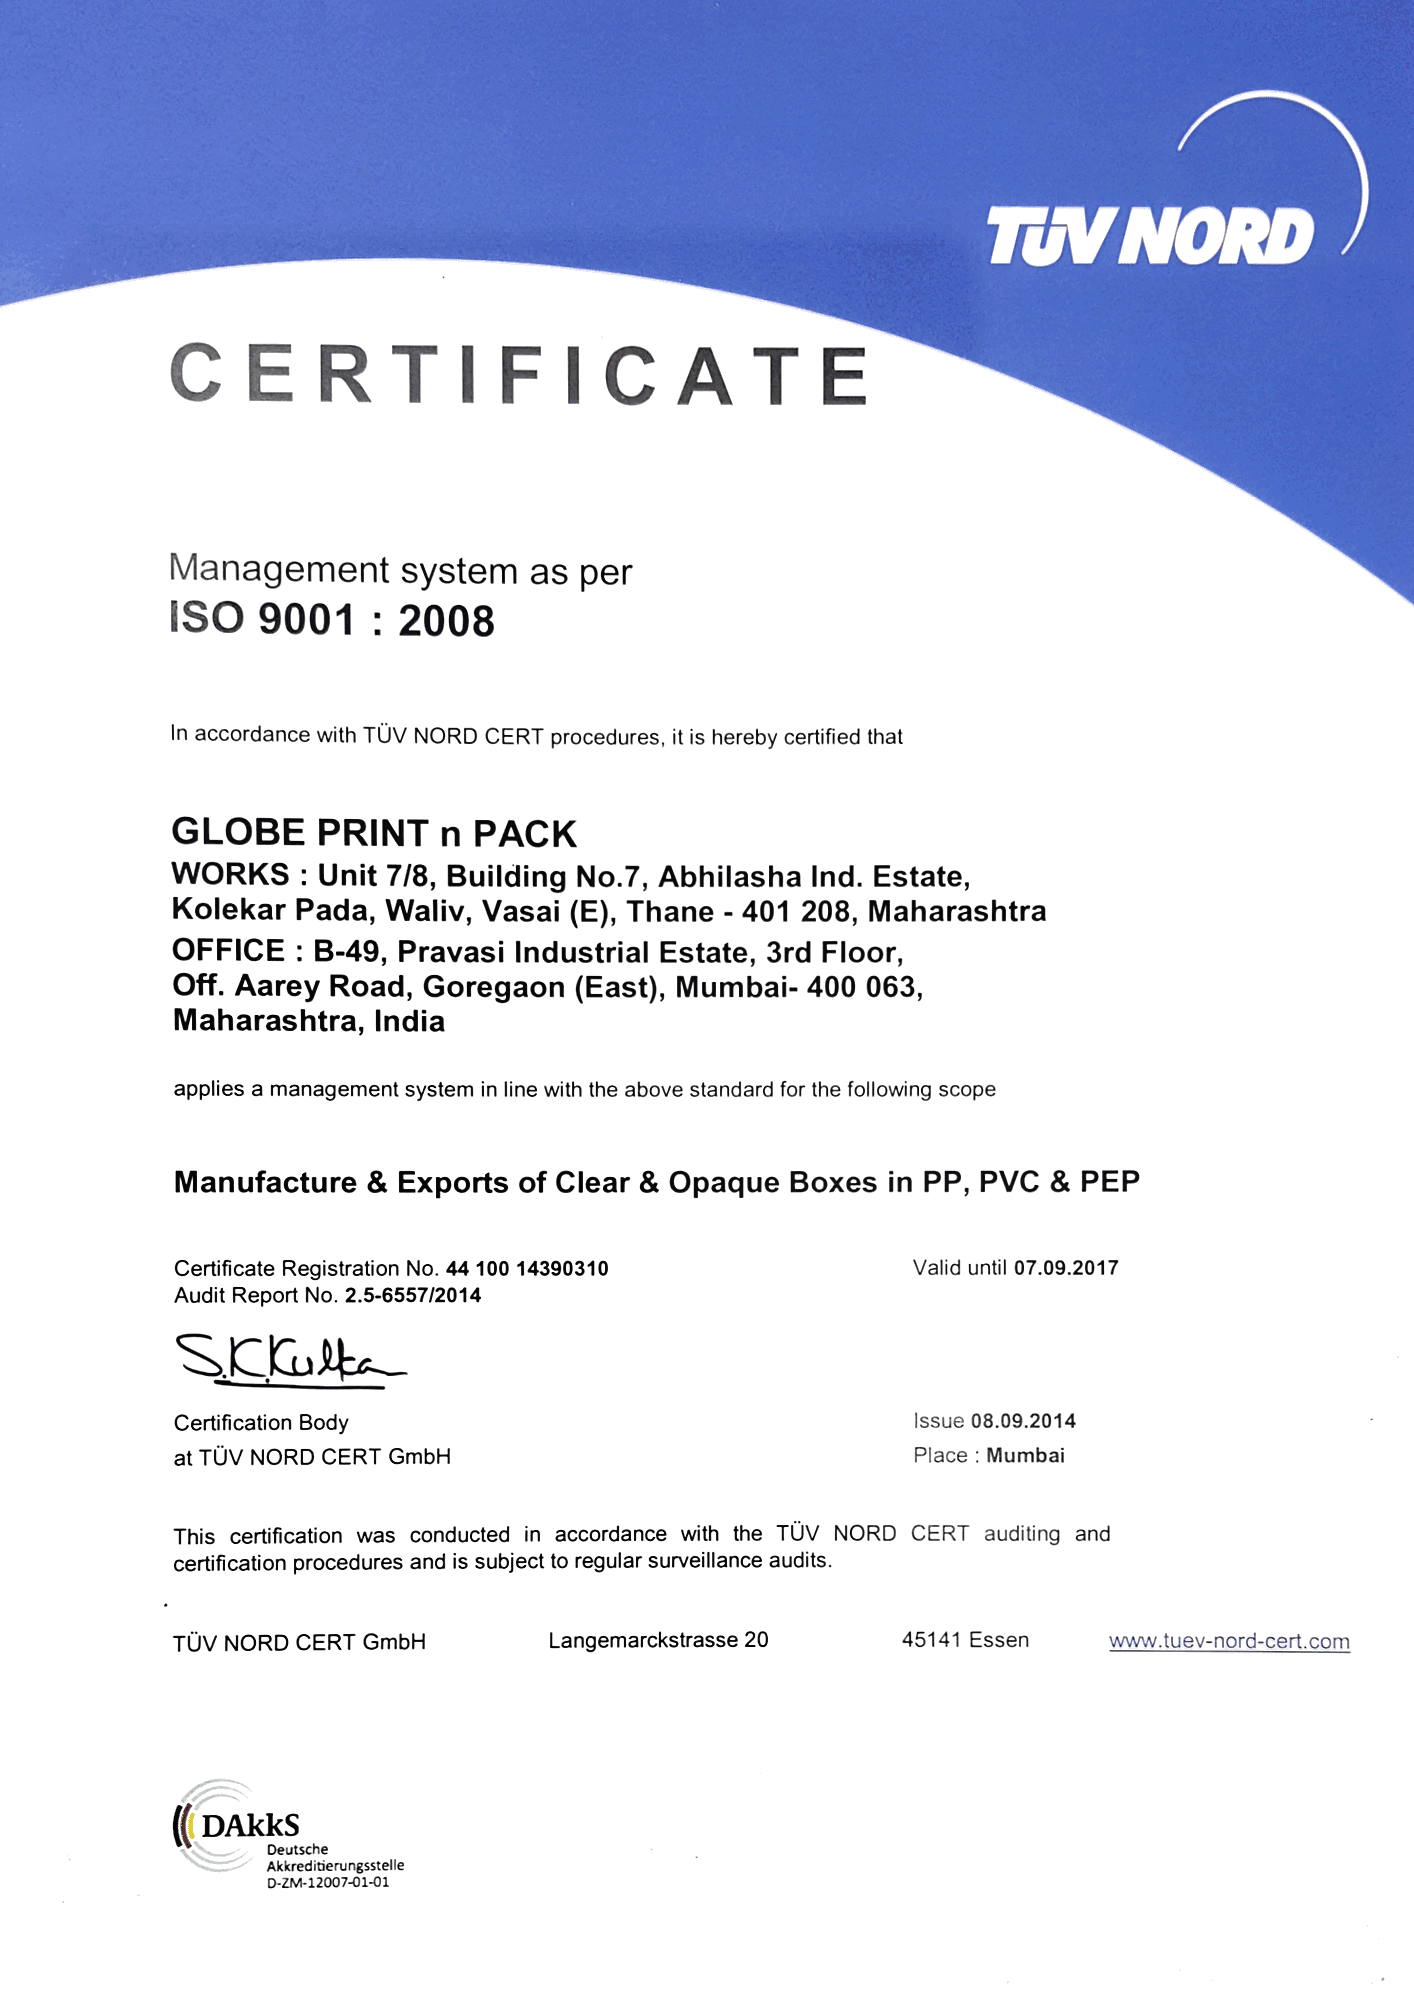 TÜV NORD
CERTIFICATE
Management system as per
ISO 9001 : 2008
In accordance with TÜV NORD CERT procedures, it is hereby certified that
GLOBE PRINT n PACK
WORKS : Unit 7/8, Building No.7, Abhilasha Ind. Estate,
Kolekar Pada, Waliv, Vasai (E), Thane - 401 208, Maharashtra
OFFICE : B-49, Pravasi Industrial Estate, 3rd Floor,
Off. Aarey Road, Goregaon (East), Mumbai- 400 063,
Maharashtra, India
applies a management system in line with the above standard for the following scope
Manufacture & Exports of Clear & Opaque Boxes in PP, PVC & PEP
Certificate Registration No. 44 100 14390310 Valid until 07.09.2017
Audit Report No. 2.5-6557/2014
S.K.Kulka
Certification Body Issue 08.09.2014
at TÜV NORD CERT GmbH Place : Mumbai
This certification was conducted in accordance with the TÜV NORD CERT auditing and
certification procedures and is subject to regular surveillance audits.
TÜV NORD CERT GmbH Langemarckstrasse 20 45141 Essen www.tuev-nord-cert.com
DAkkS
Deutsche
Akkreditierungsstelle
D-ZM-12007-01-01